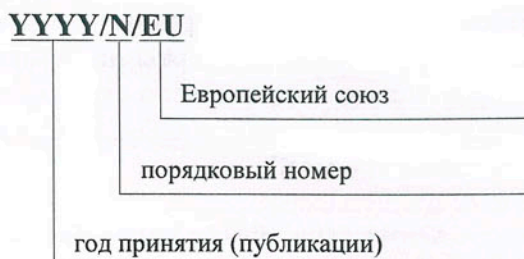 YYYY/N/EU
Европейский союз
порядковый номер
год принятия (публикации)